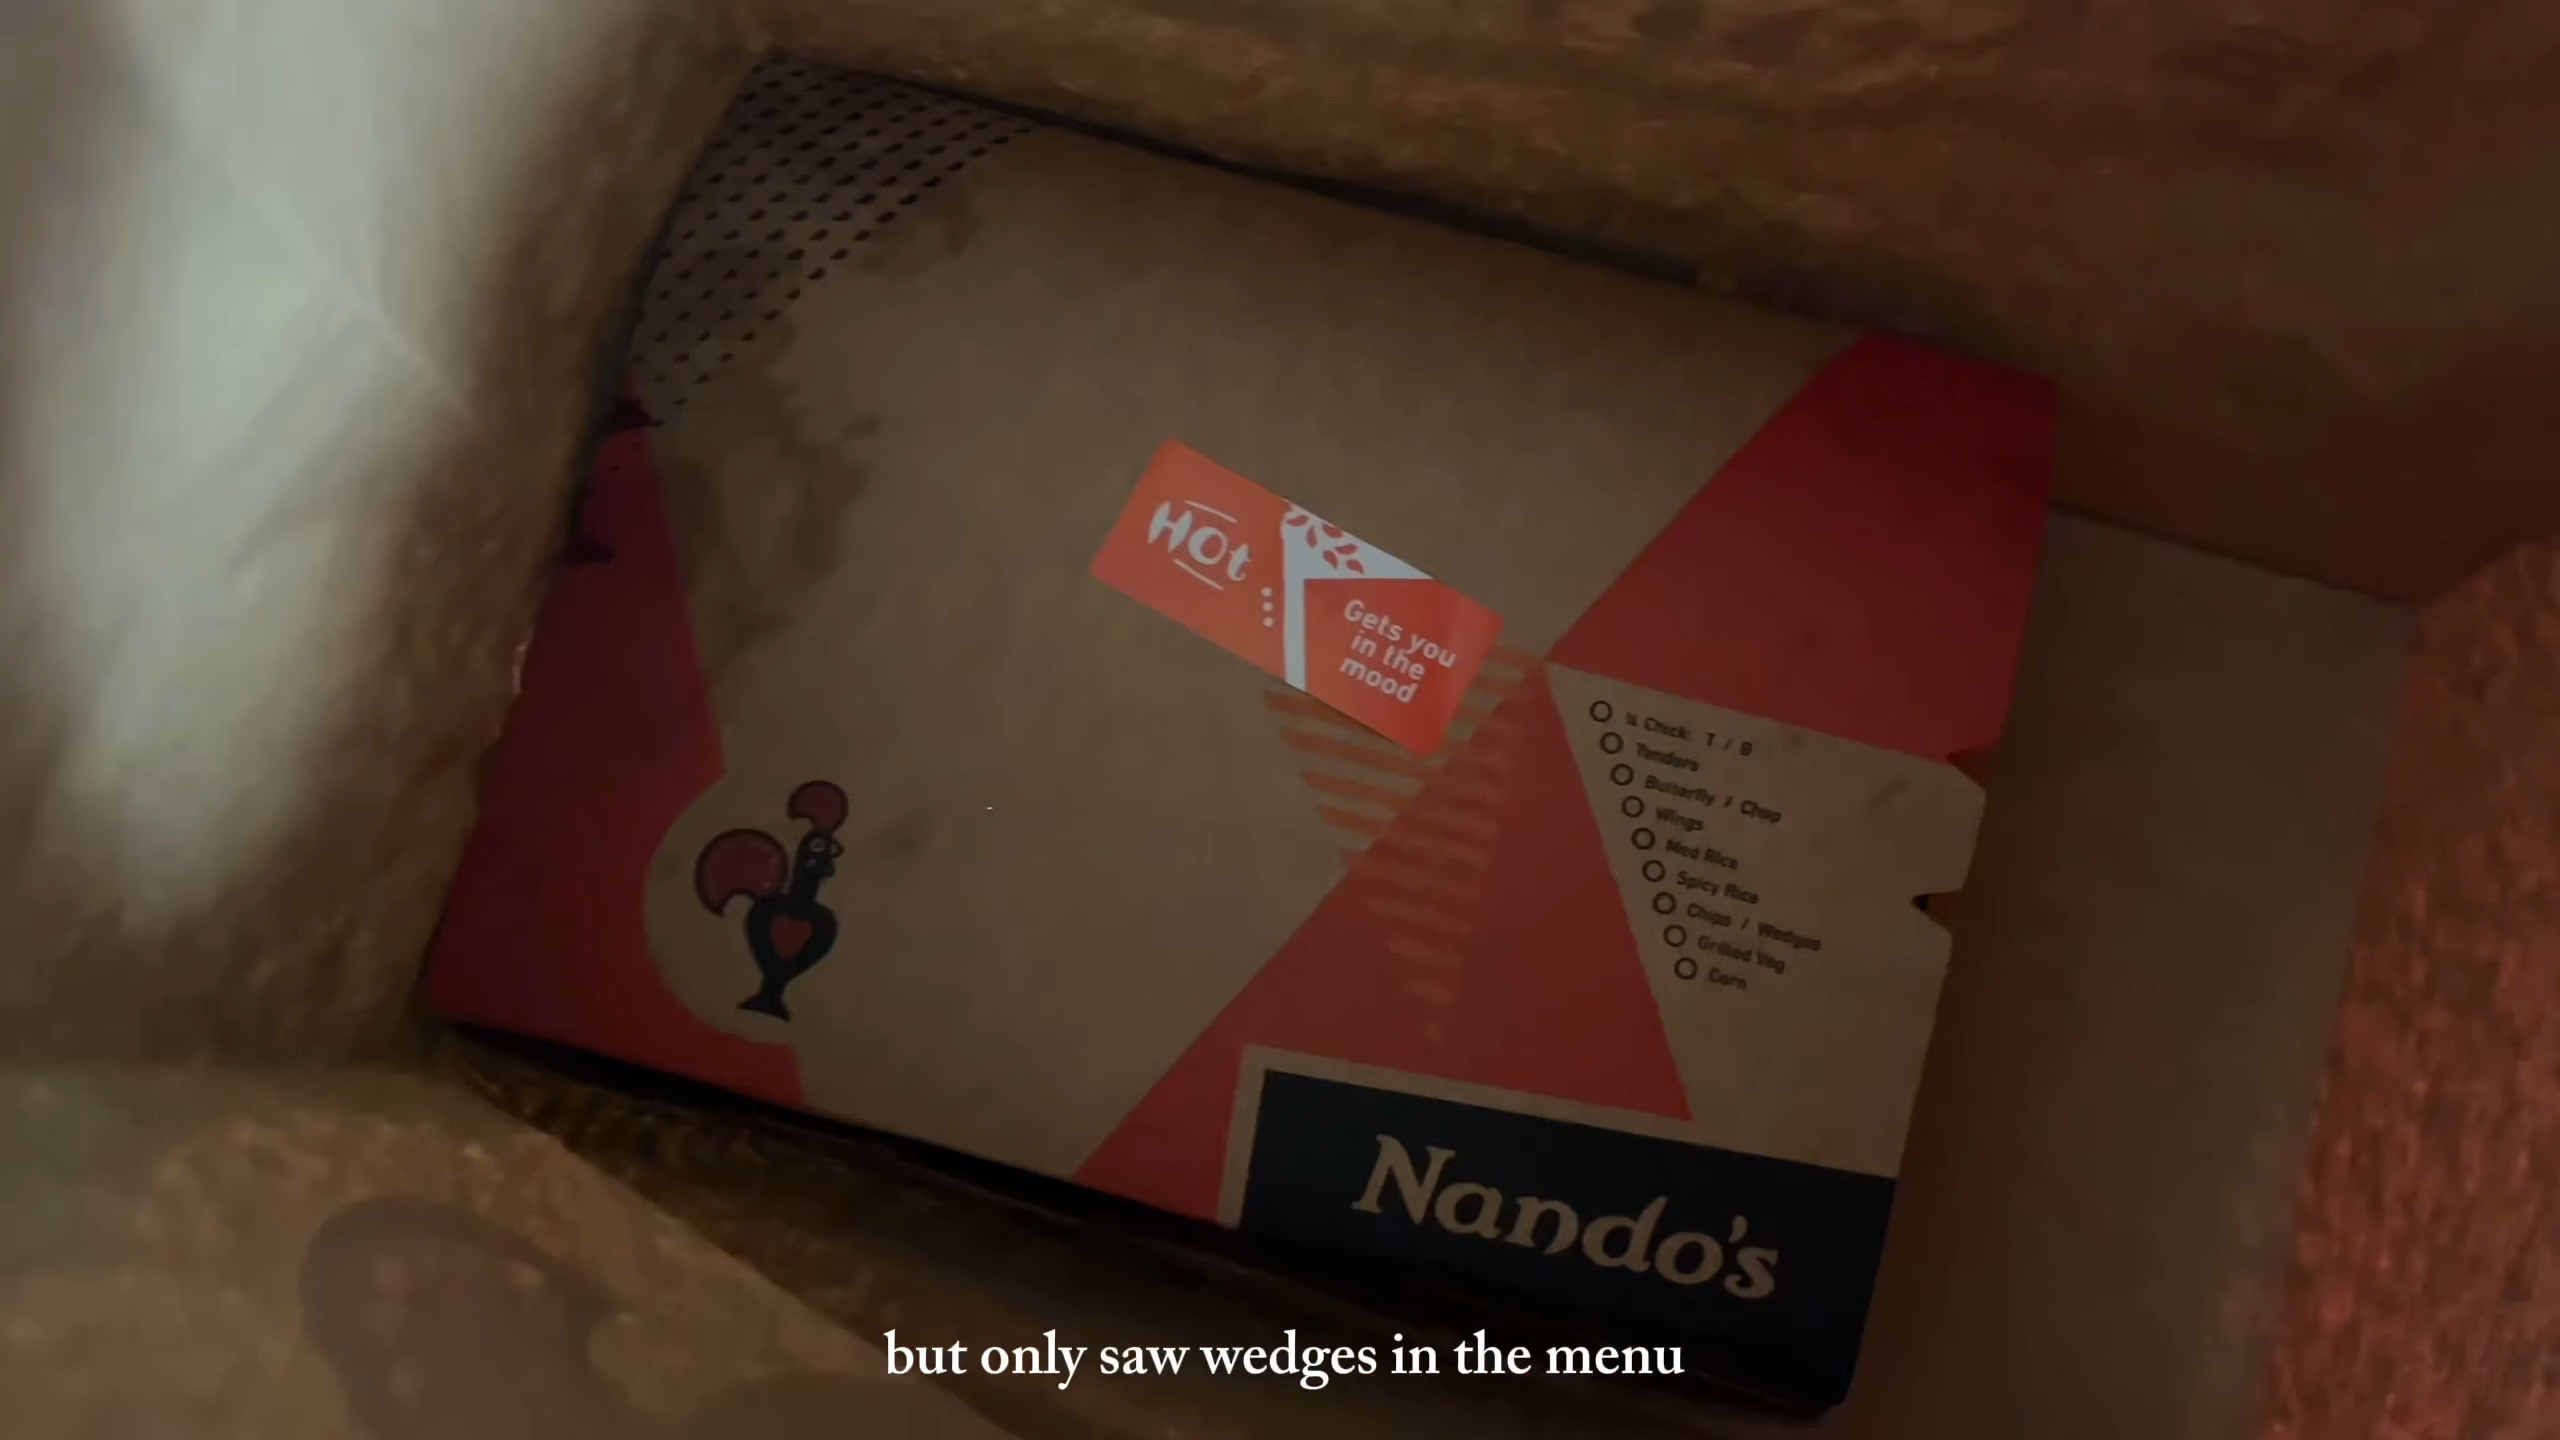 HOt
Gets you
in the
mood
¼ Chick T / B
Tenders
Butterfly / Chop
Wings
Med Rice
Spicy Rice
Chips / Wedges
Grilled Veg
Corn
Nando's
but only saw wedges in the menu